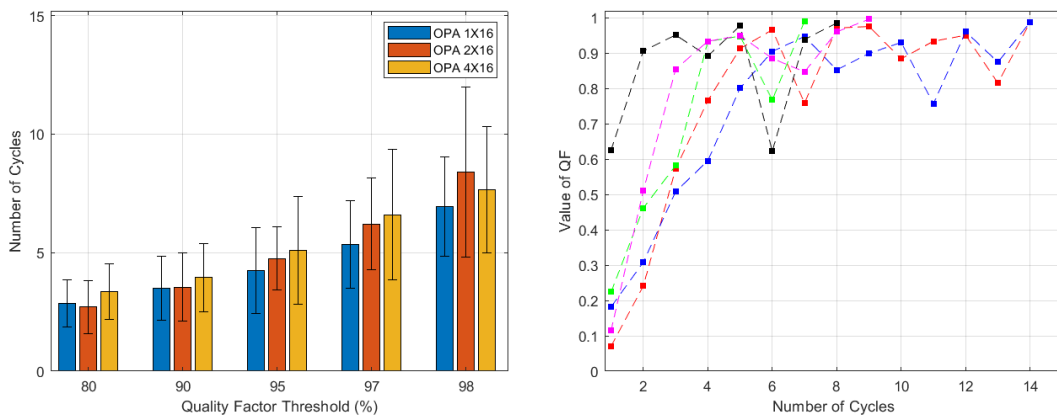 15
10
5
0
Number of Cycles
OPA 1X16
OPA 2X16
OPA 4X16
80 90 95 97 98
Quality Factor Threshold (%)
1
0.9
0.8
0.7
0.6
0.5
0.4
0.3
0.2
0.1
0
Value of QF
2 4 6 8 10 12 14
Number of Cycles